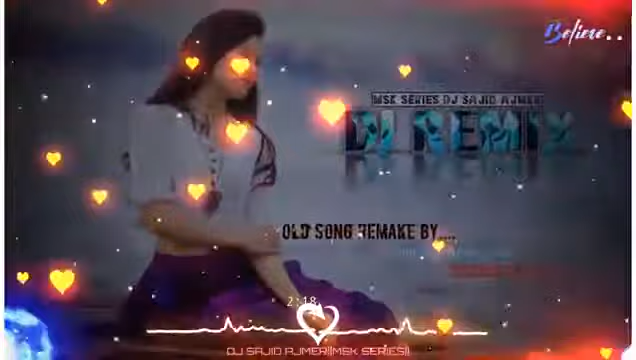 Believe..
MSK SERIES DJ SAJID AJMER
DJ REMIX
OLD SONG REMAKE BY....
2:18
DJ SAJID AJMER!!MSK SERIES!!